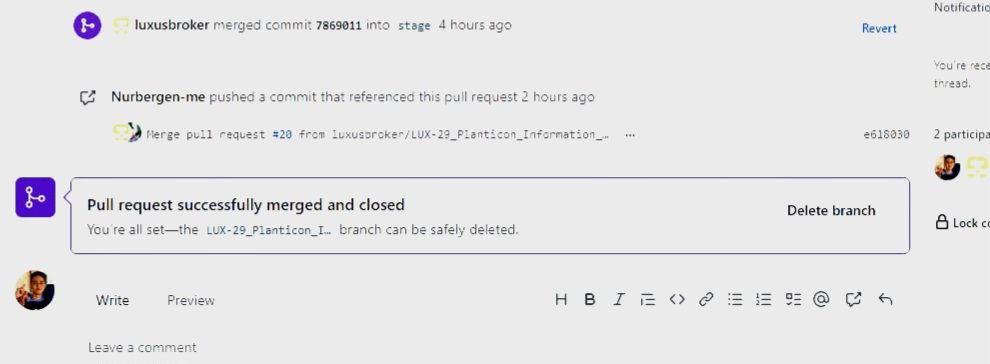 luxusbroker merged commit 7869011 into stage 4 hours ago
Revert
Notificatio
You're rece
thread.
Nurbergen-me pushed a commit that referenced this pull request 2 hours ago
Merge pull request #20 from luxusbroker/LUX-29_Planticon_Information_… ...
e618030
2 participa
Pull request successfully merged and closed
You're all set—the LUX-29_Planticon_I… branch can be safely deleted.
Delete branch
Lock co
Write Preview
H B I @
Leave a comment